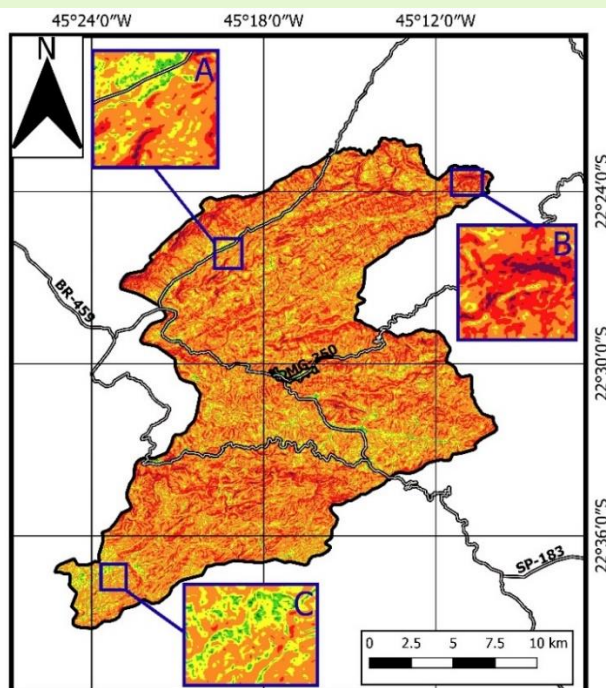 45°24′0″W 45°18′0″W 45°12′0″W
N
A
22°24′0″S
B
BR-459
MG-350
22°30′0″S
22°36′0″S
SP-183
C
0 2.5 5 7.5 10 km